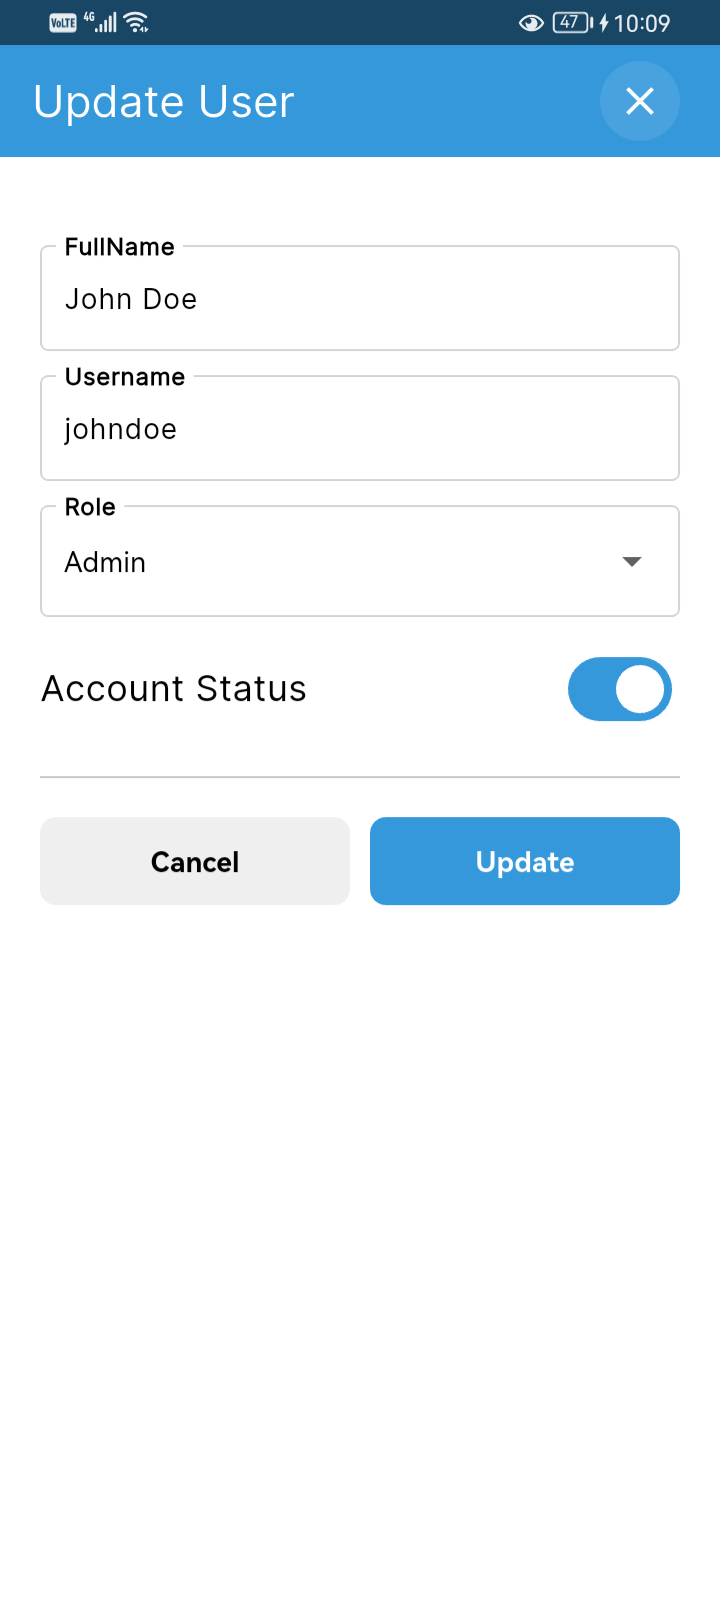 VoLTE 4G 47 10:09
Update User
FullName
John Doe
Username
johndoe
Role
Admin
Account Status
Cancel Update